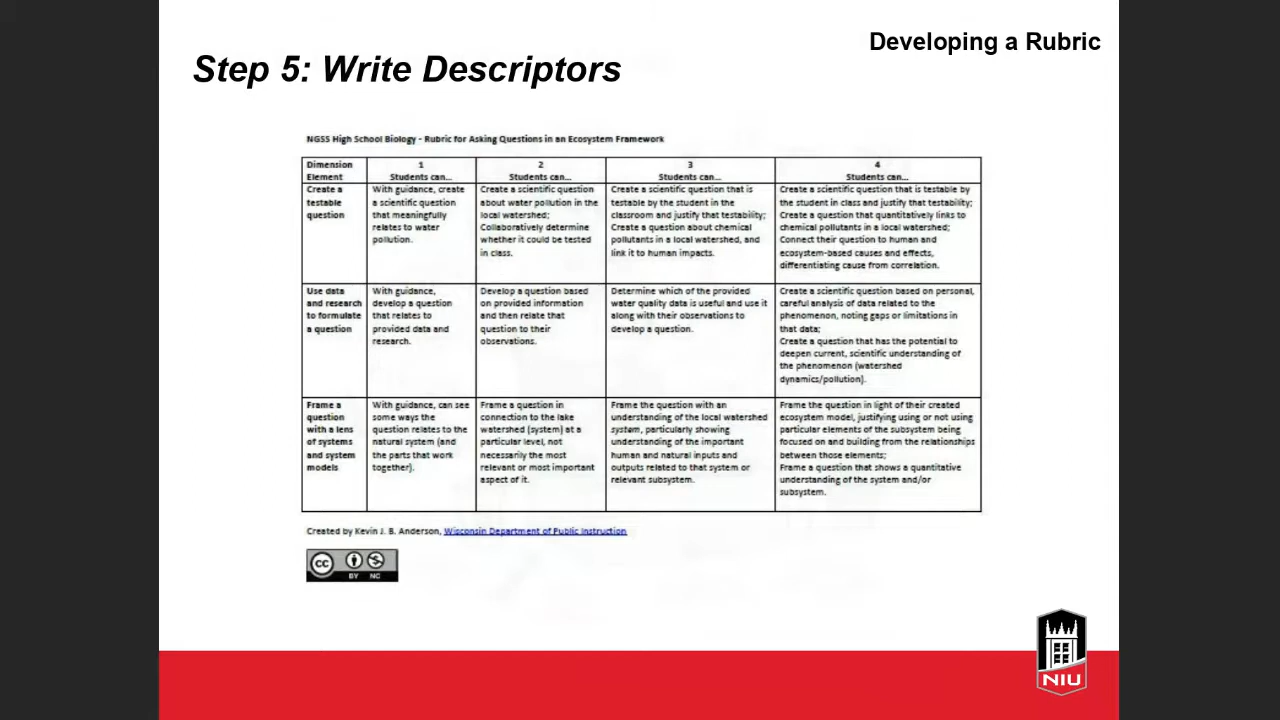 Developing a Rubric
Step 5: Write Descriptors
NGSS High School Biology - Rubric for Asking Questions in an Ecosystem Framework
Dimension
Element
1
Students can...
2
Students can...
3
Students can...
4
Students can...
Create a
testable
question
With guidance, create
a scientific question
that meaningfully
relates to water
pollution.
Create a scientific question
about water pollution in the
local watershed;
Collaboratively determine
whether it could be tested
in class.
Create a scientific question that is
testable by the student in the
classroom and justify that testability;
Create a question about chemical
pollutants in a local watershed, and
link it to human impacts.
Create a scientific question that is testable by
the student in class and justify that testability;
Create a question that quantitatively links to
chemical pollutants in a local watershed;
Connect their question to human and
ecosystem-based causes and effects,
differentiating cause from correlation.
Use data
and research
to formulate
a question
With guidance,
develop a question
that relates to
provided data and
research.
Develop a question based
on provided information
and then relate that
question to their
observations.
Determine which of the provided
water quality data is useful and use it
along with their observations to
develop a question.
Create a scientific question based on personal,
careful analysis of data related to the
phenomenon, noting gaps or limitations in
that data;
Create a question that has the potential to
deepen current, scientific understanding of
the phenomenon (watershed
dynamics/pollution).
Frame a
question
with a lens
of systems
and system
models
With guidance, can see
some ways the
question relates to the
natural system (and
the parts that work
together).
Frame a question in
connection to the lake
watershed (system) at a
particular level, not
necessarily the most
relevant or most important
aspect of it.
Frame the question with an
understanding of the local watershed
system, particularly showing
understanding of the important
human and natural inputs and
outputs related to that system or
relevant subsystem.
Frame the question in light of their created
ecosystem model, justifying using or not using
particular elements of the subsystem being
focused on and building from the relationships
between those elements;
Frame a question that shows a quantitative
understanding of the system and/or
subsystem.
Created by Kevin J. B. Anderson, Wisconsin Department of Public Instruction
CC
BY NC
NIU